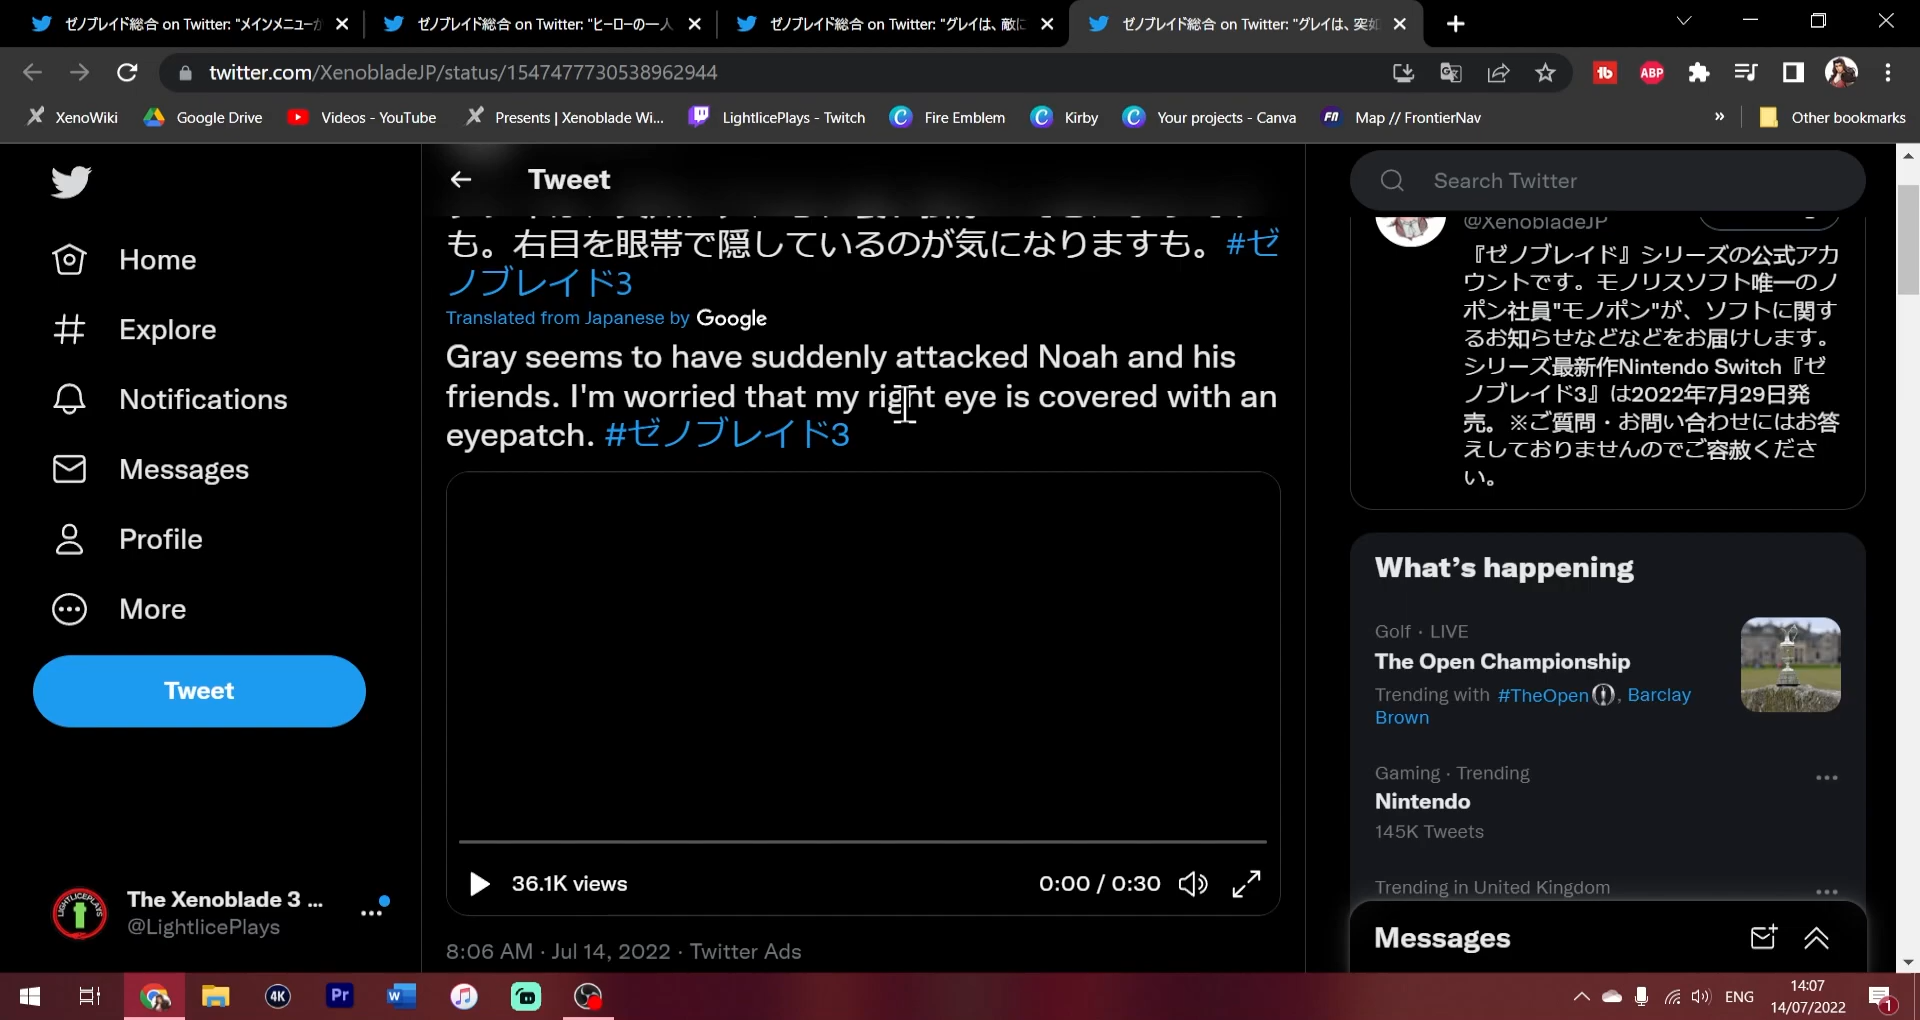 ゼノブレイド総合 on Twitter: "メインメニューが
ゼノブレイド総合 on Twitter: "ヒーローの一人
ゼノブレイド総合 on Twitter: "グレイは、敵に
ゼノブレイド総合 on Twitter: "グレイは、突如
twitter.com/XenobladeJP/status/1547477730538962944
XenoWiki
Google Drive
Videos - YouTube
Presents | Xenoblade Wi...
LightlicePlays - Twitch
Fire Emblem
Kirby
Your projects - Canva
Map // FrontierNav
»
Other bookmarks
Home
Explore
Notifications
Messages
Profile
More
Tweet
The Xenoblade 3 ...
@LightlicePlays
Tweet
も。右目を眼帯で隠しているのが気になりますも。#ゼ
ノブレイド3
Translated from Japanese by Google
Gray seems to have suddenly attacked Noah and his
friends. I'm worried that my right eye is covered with an
eyepatch. #ゼノブレイド3
36.1K views
0:00 / 0:30
8:06 AM · Jul 14, 2022 · Twitter Ads
Search Twitter
@XenobladeJP
『ゼノブレイド』シリーズの公式アカ
ウントです。モノリスソフト唯一のノ
ポン社員"モノポン"が、ソフトに関す
るお知らせなどなどをお届けします。
シリーズ最新作Nintendo Switch『ゼ
ノブレイド3』は2022年7月29日発
売。※ご質問・お問い合わせにはお答
えしておりませんのでご容赦くださ
い。
What's happening
Golf · LIVE
The Open Championship
Trending with #TheOpen, Barclay
Brown
Gaming · Trending
Nintendo
145K Tweets
Trending in United Kingdom
Messages
ABP
FN
4K
Pr
W
ENG
14:07
14/07/2022
1